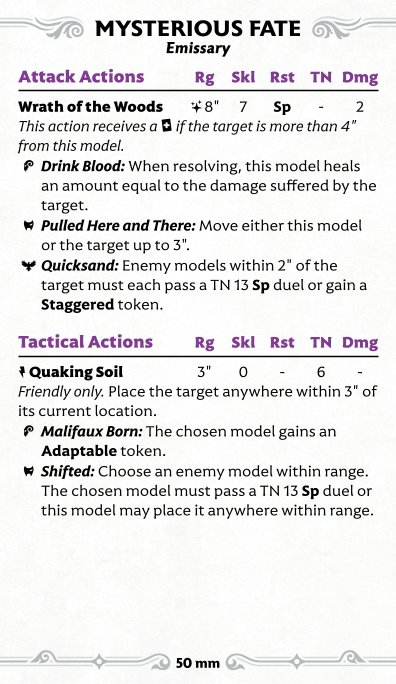 MYSTERIOUS FATE
Emissary
Attack Actions Rg Skl Rst TN Dmg
Wrath of the Woods 8" 7 Sp - 2
This action receives a if the target is more than 4"
from this model.
Drink Blood: When resolving, this model heals
an amount equal to the damage suffered by the
target.
Pulled Here and There: Move either this model
or the target up to 3".
Quicksand: Enemy models within 2" of the
target must each pass a TN 13 Sp duel or gain a
Staggered token.
Tactical Actions Rg Skl Rst TN Dmg
Quaking Soil 3" 0 - 6 -
Friendly only. Place the target anywhere within 3" of
its current location.
Malifaux Born: The chosen model gains an
Adaptable token.
Shifted: Choose an enemy model within range.
The chosen model must pass a TN 13 Sp duel or
this model may place it anywhere within range.
50 mm